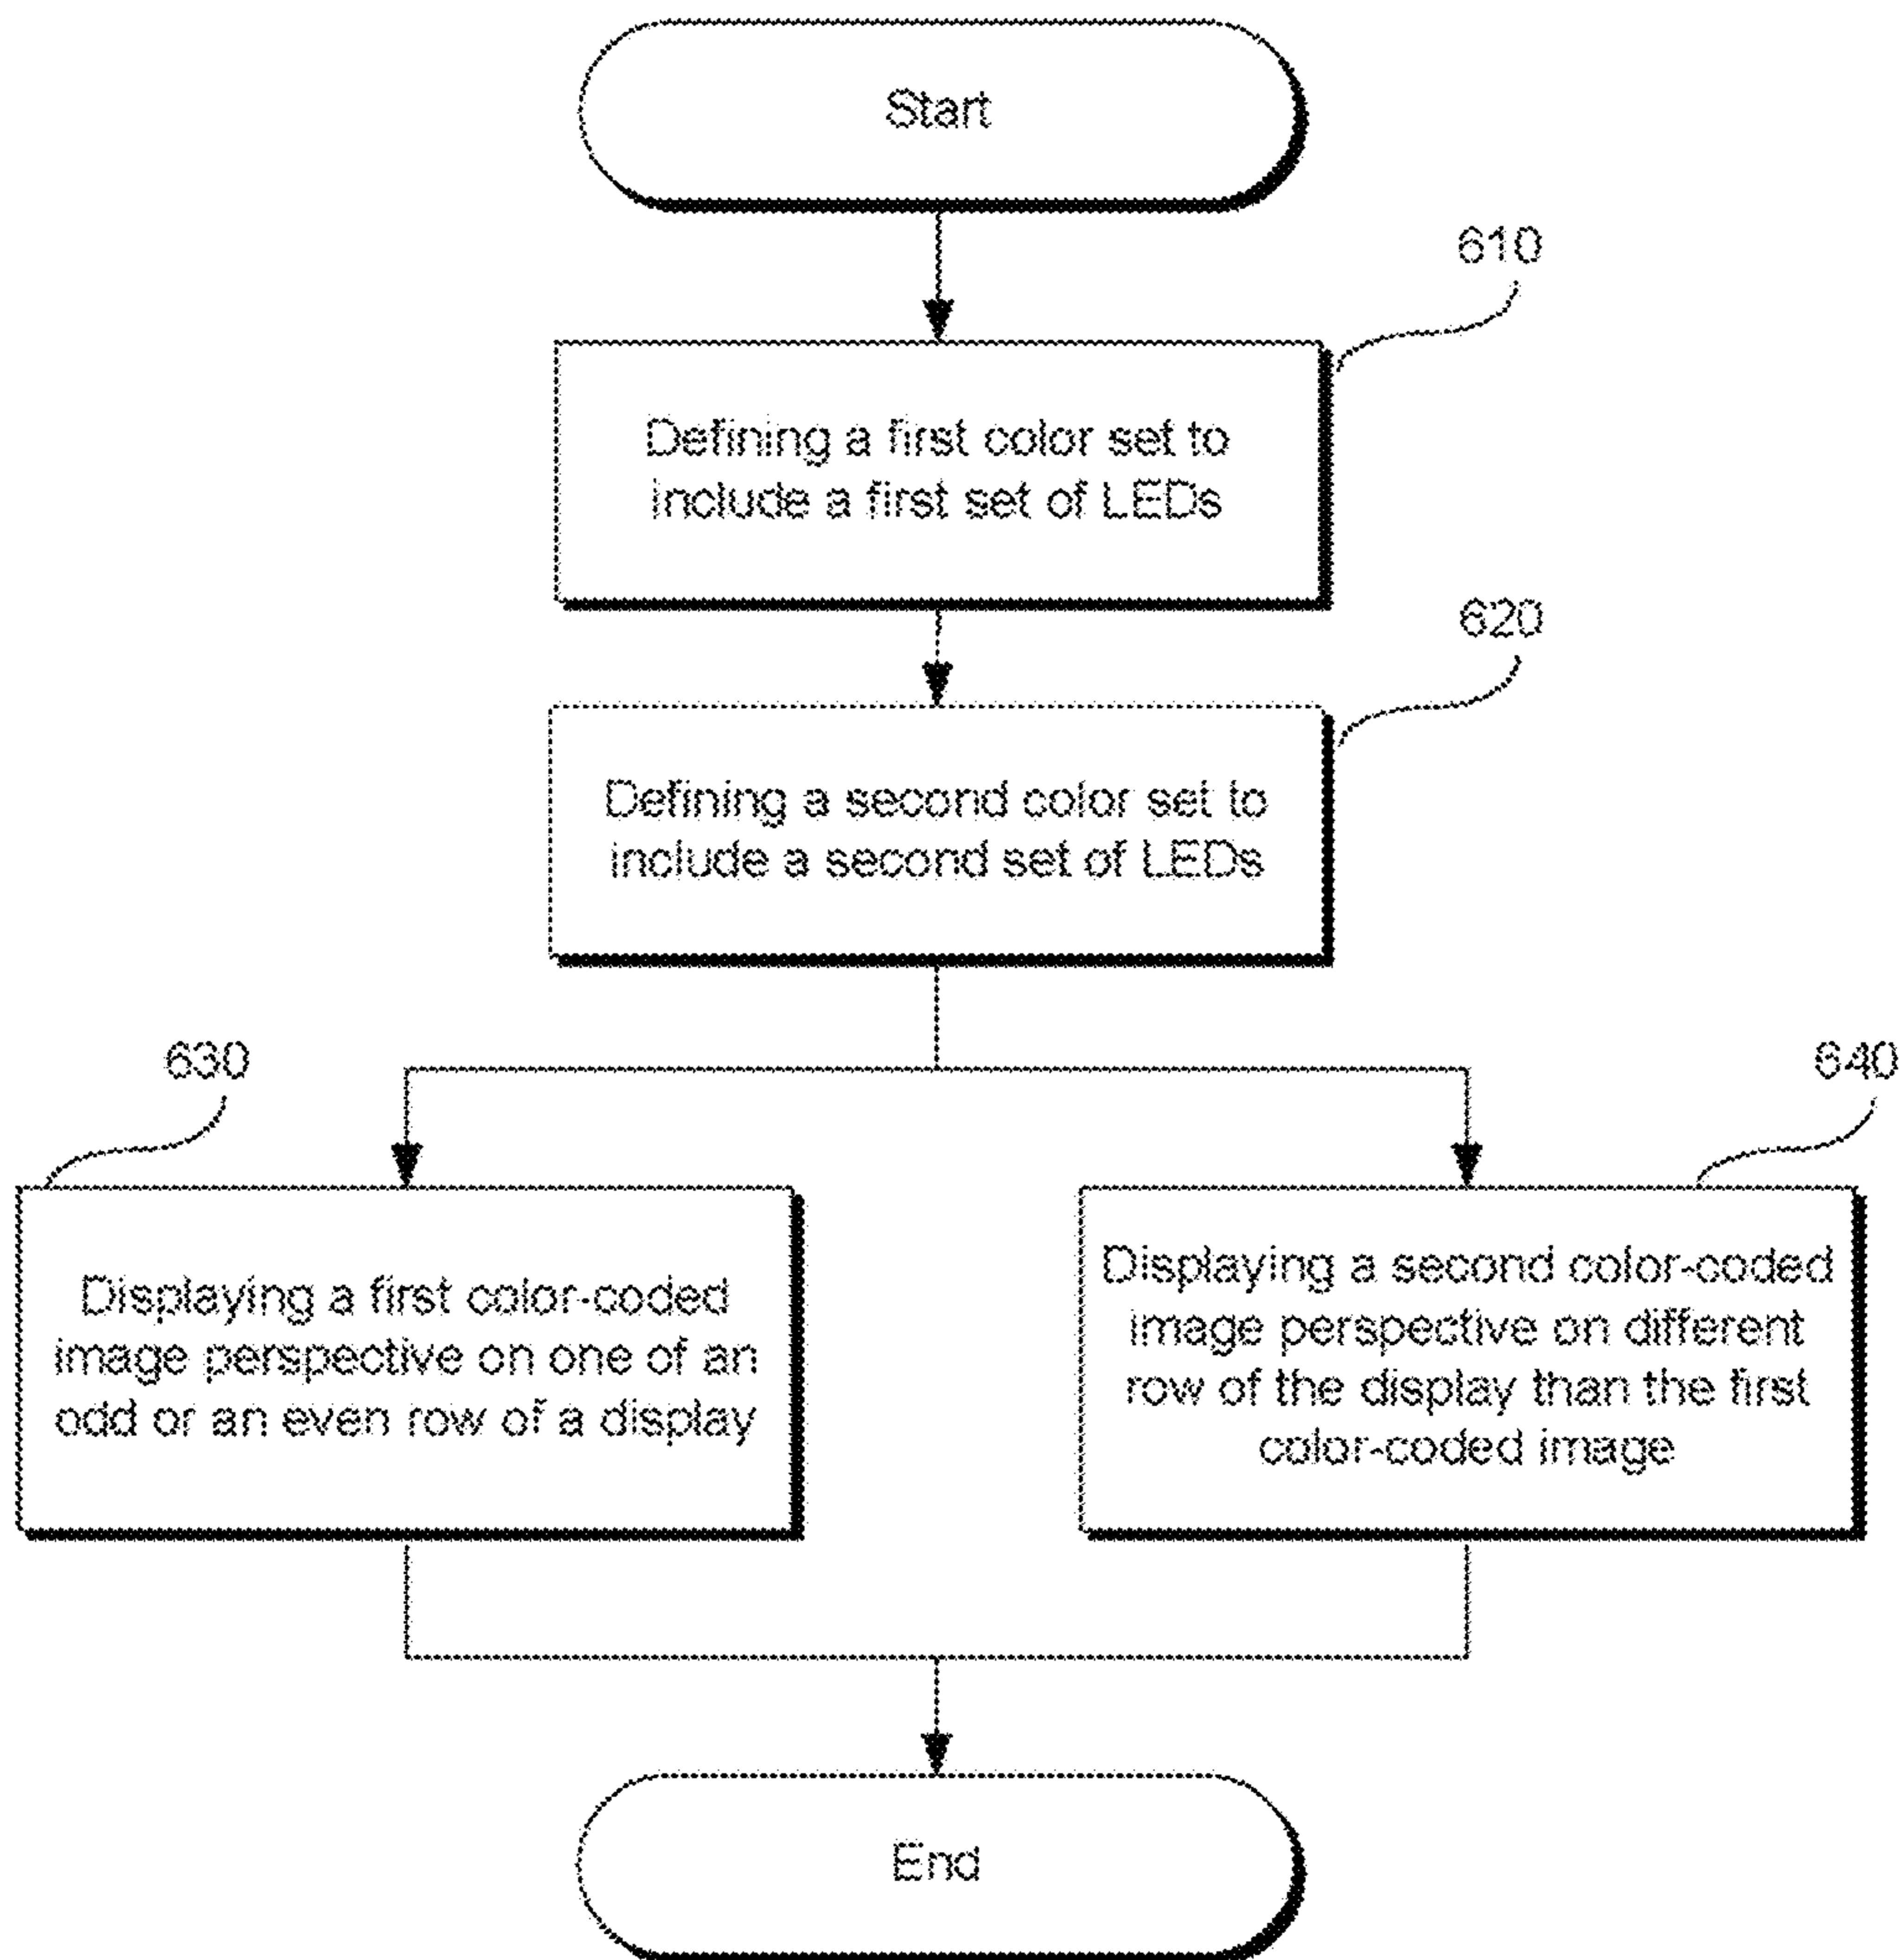 Start
610
Defining a first color set to
include a first set of LEDs
620
Defining a second color set to
include a second set of LEDs
630
640
Displaying a first color-coded
image perspective on one of an
odd or an even row of a display
Displaying a second color-coded
image perspective on different
row of the display than the first
color-coded image
End